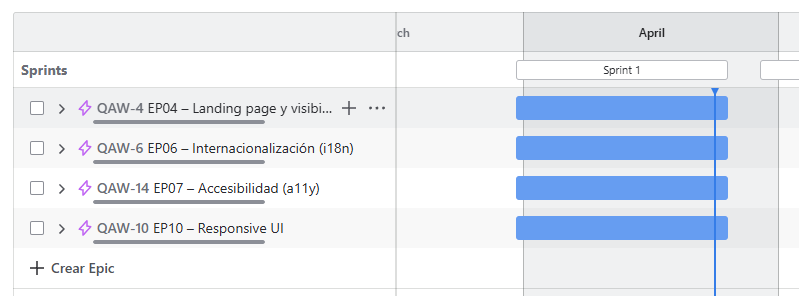 ch
April
Sprints
Sprint 1
QAW-4 EP04 – Landing page y visibi...
QAW-6 EP06 – Internacionalización (i18n)
QAW-14 EP07 – Accesibilidad (a11y)
QAW-10 EP10 – Responsive UI
Crear Epic